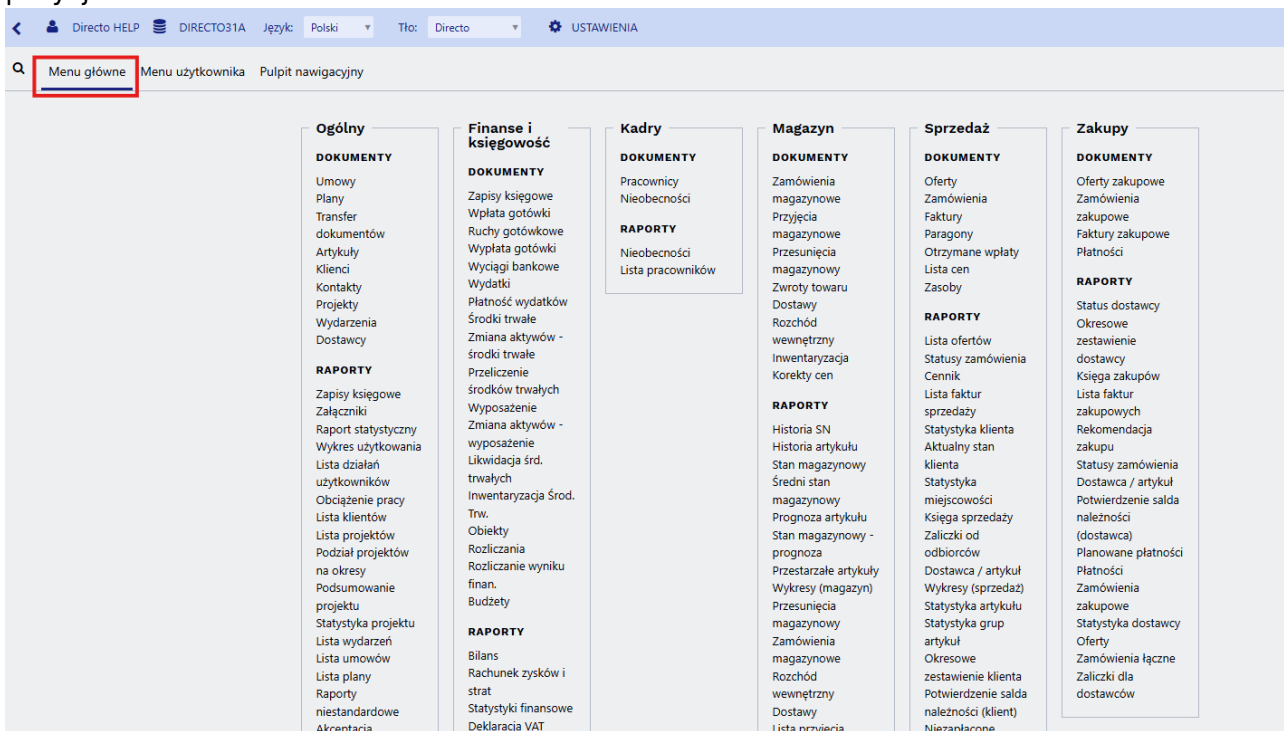 Directo HELP DIRECTO31A Język: Polski Tło: Directo USTAWIENIA
Menu główne Menu użytkownika Pulpit nawigacyjny
Ogólny
DOKUMENTY
Umowy
Plany
Transfer
dokumentów
Artykuły
Klienci
Kontakty
Projekty
Wydarzenia
Dostawcy
RAPORTY
Zapisy księgowe
Załączniki
Raport statystyczny
Wykres użytkowania
Lista działań
użytkowników
Obciążenie pracy
Lista klientów
Lista projektów
Podział projektów
na okresy
Podsumowanie
projektu
Statystyka projektu
Lista wydarzeń
Lista umowów
Lista plany
Raporty
niestandardowe
Akceptacja
Finanse i
księgowość
DOKUMENTY
Zapisy księgowe
Wpłata gotówki
Ruchy gotówkowe
Wypłata gotówki
Wyciągi bankowe
Wydatki
Płatność wydatków
Środki trwałe
Zmiana aktywów -
środki trwałe
Przeliczenie
środków trwałych
Wyposażenie
Zmiana aktywów -
wyposażenie
Likwidacja śrd.
trwałych
Inwentaryzacja Środ.
Trw.
Obiekty
Rozliczania
Rozliczanie wyniku
finan.
Budżety
RAPORTY
Bilans
Rachunek zysków i
strat
Statystyki finansowe
Deklaracja VAT
Kadry
DOKUMENTY
Pracownicy
Nieobecności
RAPORTY
Nieobecności
Lista pracowników
Magazyn
DOKUMENTY
Zamówienia
magazynowe
Przyjęcia
magazynowe
Przesunięcia
magazynowy
Zwroty towaru
Dostawy
Rozchód
wewnętrzny
Inwentaryzacja
Korekty cen
RAPORTY
Historia SN
Historia artykułu
Stan magazynowy
Średni stan
magazynowy
Prognoza artykułu
Stan magazynowy -
prognoza
Przestarzałe artykuły
Wykresy (magazyn)
Przesunięcia
magazynowy
Zamówienia
magazynowe
Rozchód
wewnętrzny
Dostawy
Lista przyjęcia
Sprzedaż
DOKUMENTY
Oferty
Zamówienia
Faktury
Paragony
Otrzymane wpłaty
Lista cen
Zasoby
RAPORTY
Lista ofertów
Statusy zamówienia
Cennik
Lista faktur
sprzedaży
Statystyka klienta
Aktualny stan
klienta
Statystyka
miejscowości
Księga sprzedaży
Zaliczki od
odbiorców
Dostawca / artykuł
Wykresy (sprzedaż)
Statystyka artykułu
Statystyka grup
artykuł
Okresowe
zestawienie klienta
Potwierdzenie salda
należności (klient)
Niezapłacone
Zakupy
DOKUMENTY
Oferty zakupowe
Zamówienia
zakupowe
Faktury zakupowe
Płatności
RAPORTY
Status dostawcy
Okresowe
zestawienie
dostawcy
Księga zakupów
Lista faktur
zakupowych
Rekomendacja
zakupu
Statusy zamówienia
Dostawca / artykuł
Potwierdzenie salda
należności
(dostawca)
Planowane płatności
Płatności
Zamówienia
zakupowe
Statystyka dostawcy
Oferty
Zamówienia łączne
Zaliczki dla
dostawców